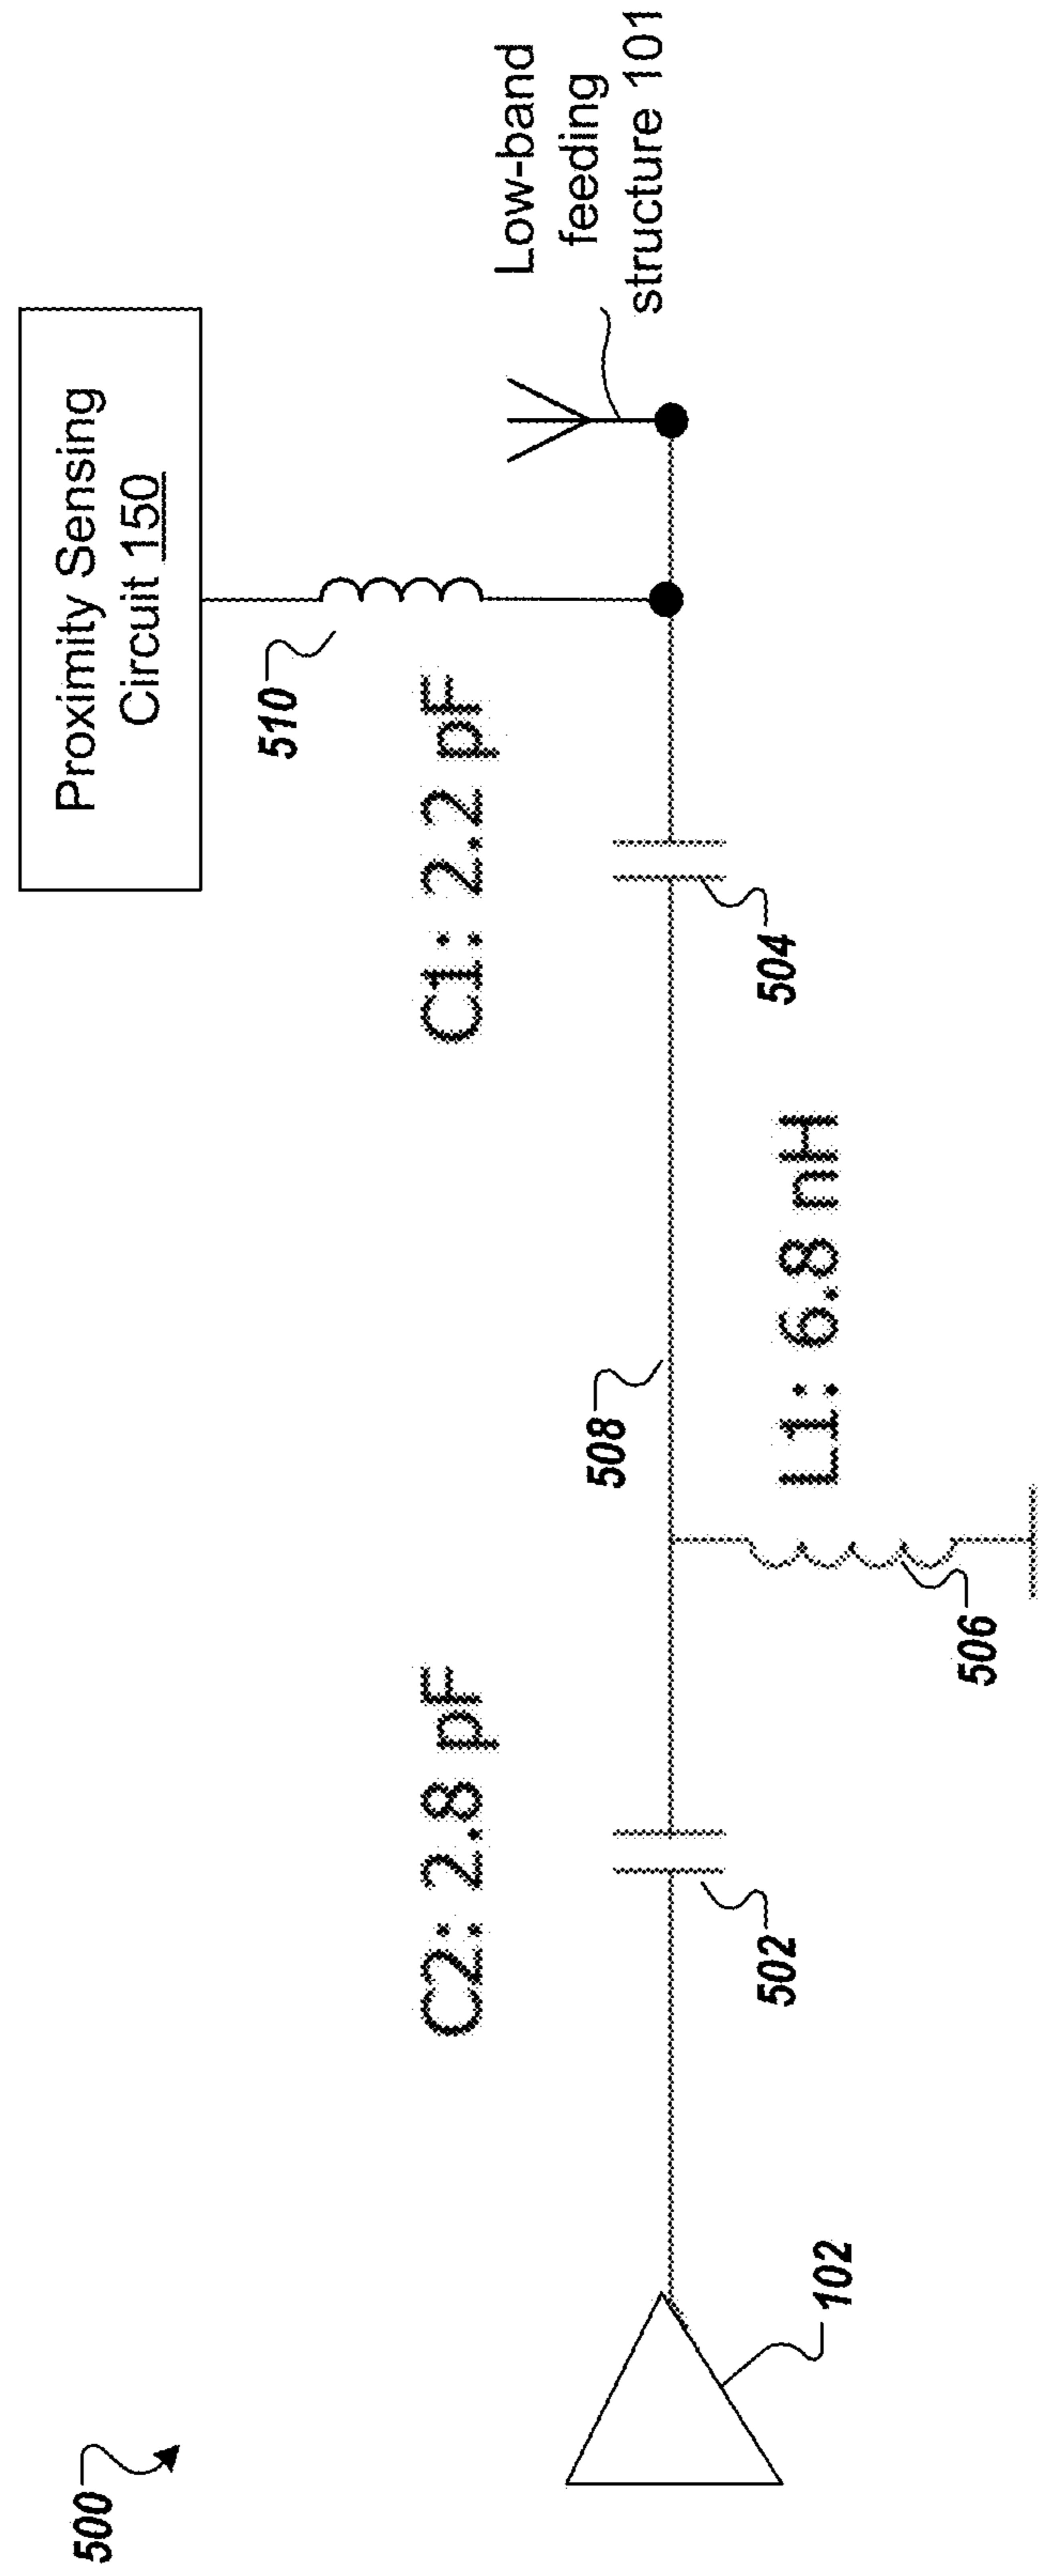 500
Proximity Sensing
Circuit 150
510
C2: 2.8 pF
C1: 2.2 pF
Low-band
feeding
structure 101
508
102
502
504
L1: 6.8 nH
506